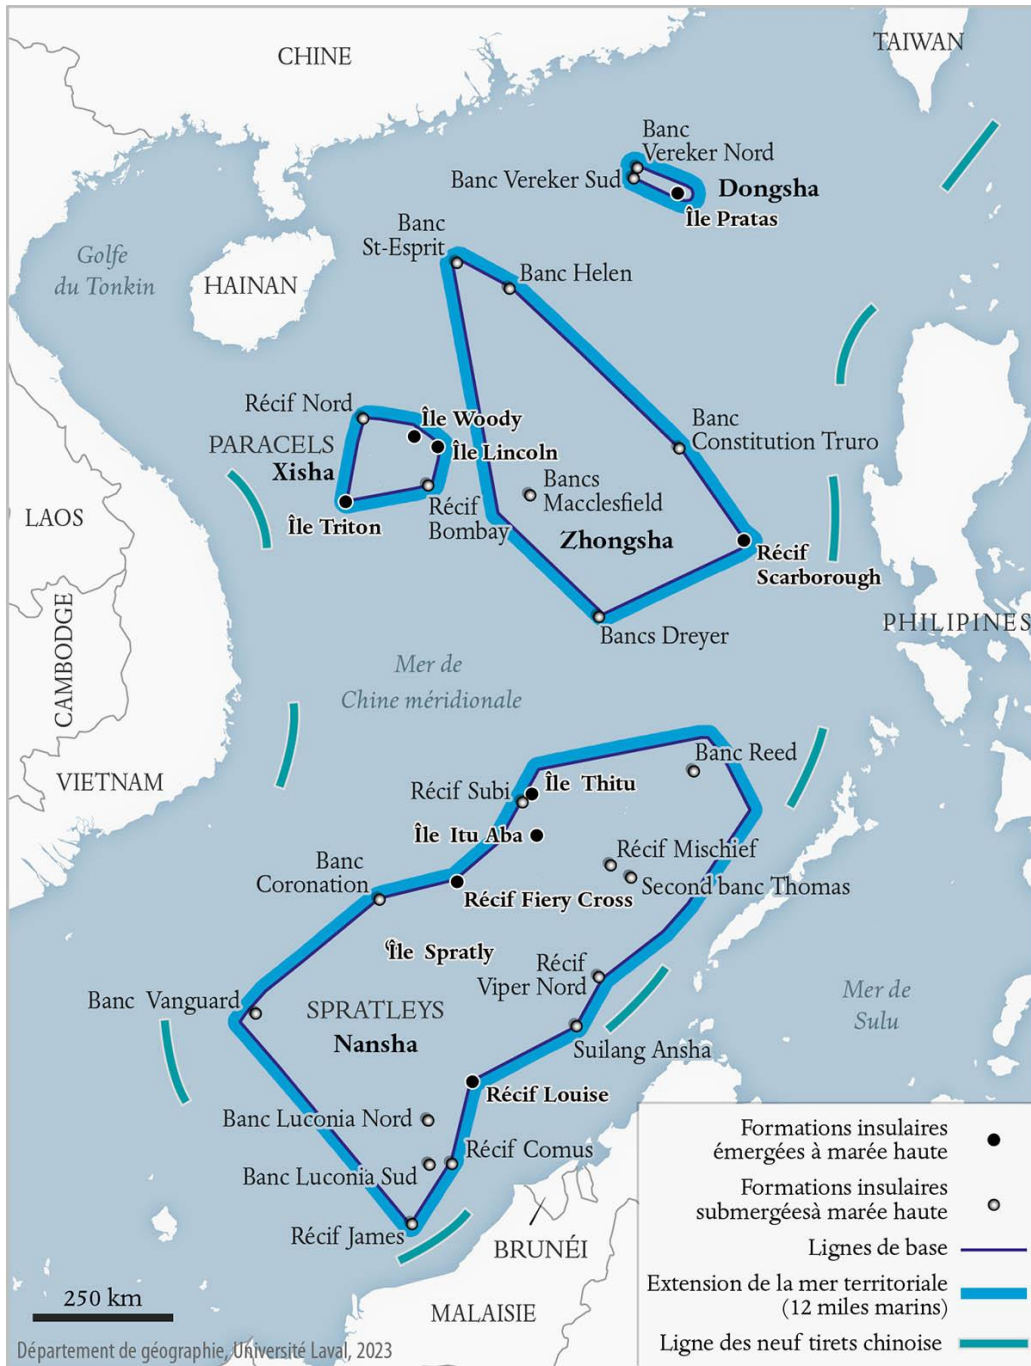 CHINE
TAIWAN
Banc
Vereker Nord
Banc Vereker Sud
Dongsha
Île Pratas
Banc
St-Esprit
Golfe
du Tonkin
HAINAN
Banc Helen
Récif Nord
Île Woody
PARACELS
Xisha
Île Lincoln
Banc
Constitution Truro
Bancs
Macclesfield
Récif
Bombay
Île Triton
LAOS
Zhongsha
Récif
Scarborough
CAMBODGE
PHILIPINES
Bancs Dreyer
Mer de
Chine méridionale
VIETNAM
Banc Reed
Récif Subi
Île Thitu
Île Itu Aba
Banc
Coronation
Récif Mischief
Second banc Thomas
Récif Fiery Cross
Île Spratly
Récif
Viper Nord
Banc Vanguard
SPRATLEYS
Nansha
Mer de
Sulu
Suilang Ansha
Récif Louise
Banc Luconia Nord
Récif Comus
Banc Luconia Sud
Récif James
BRUNÉI
MALAISIE
Formations insulaires
émergées à marée haute
Formations insulaires
submergéesà marée haute
Lignes de base
Extension de la mer territoriale
(12 miles marins)
Ligne des neuf tirets chinoise
250 km
Département de géographie, Université Laval, 2023